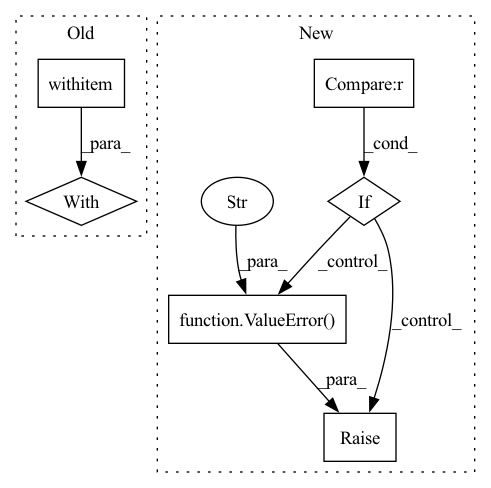 Old
New
withitem
Compare:r
_para_
_cond_
With
Str
If
_para_
_control_
function.ValueError()
_control_
_para_
Raise